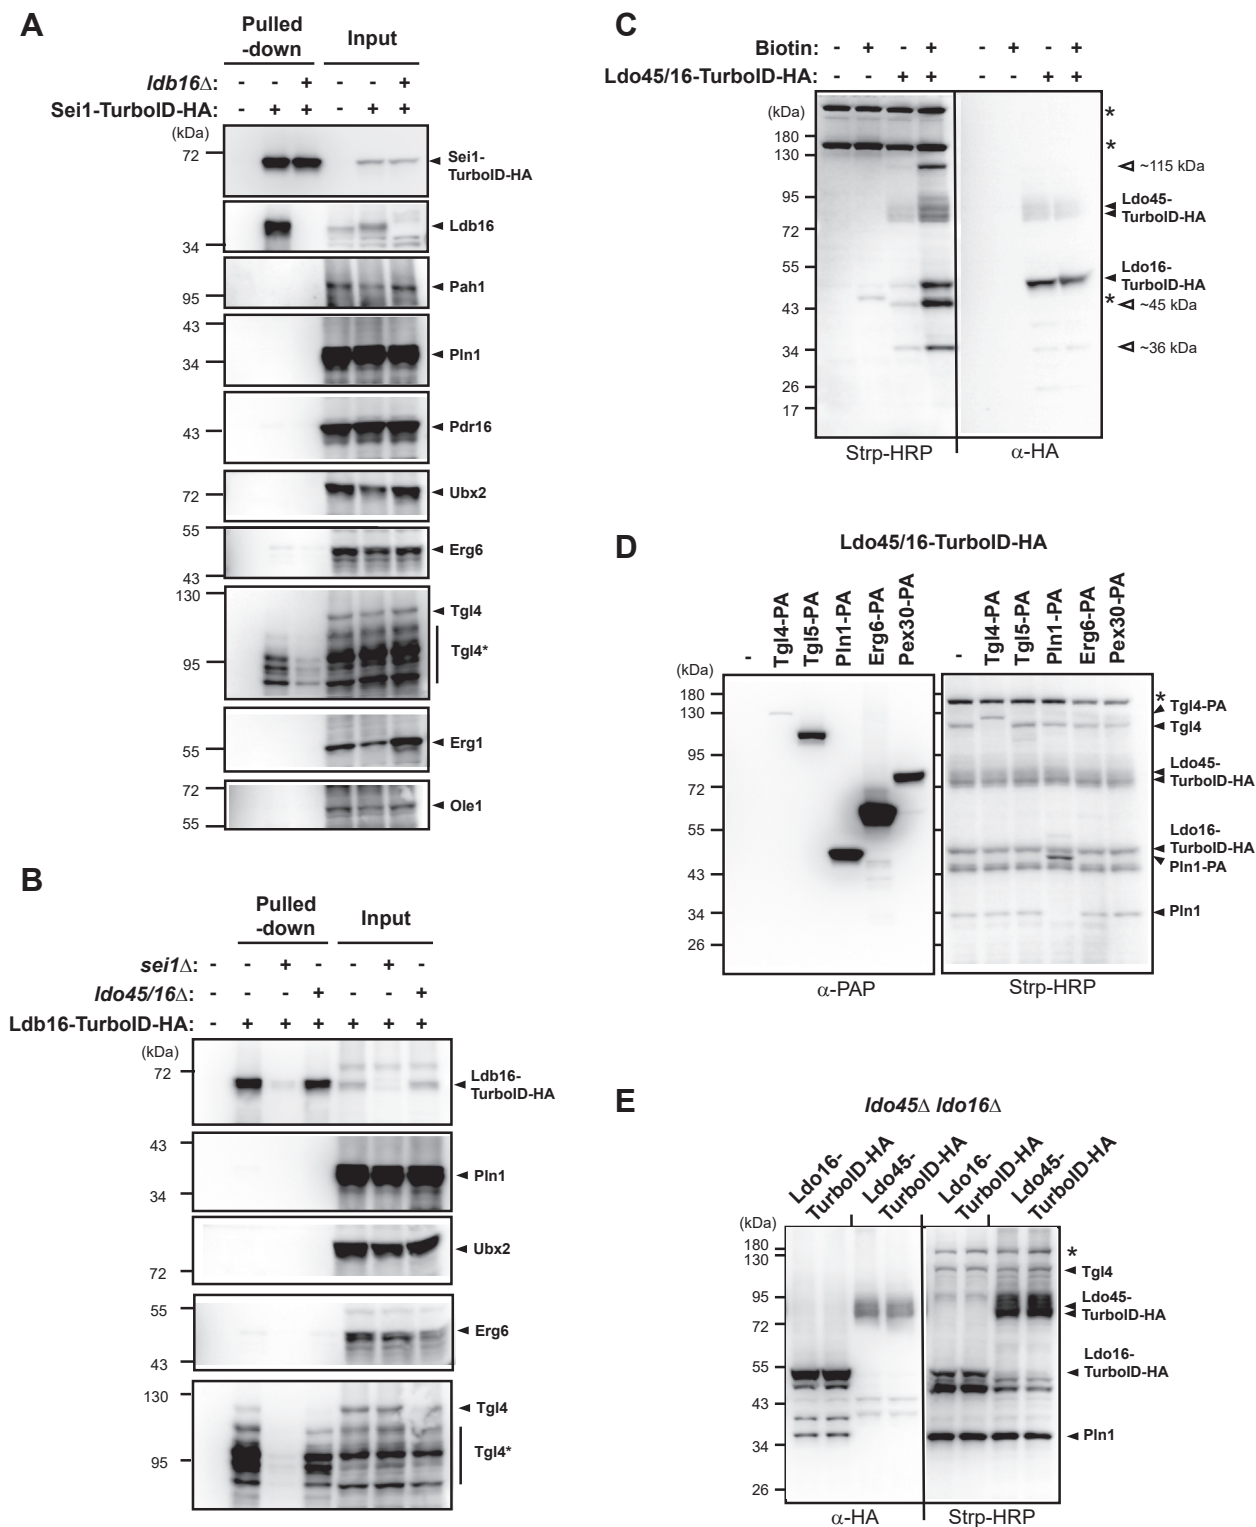 A
Pulled
-down
Input
ldb16Δ: - - + - - +
Sei1-TurboID-HA: - + + - + +
(kDa)
72
Sei1-
TurboID-HA
Ldb16
34
Pah1
95
43
Pln1
34
Pdr16
43
Ubx2
72
55
Erg6
43
130
Tgl4
Tgl4*
95
Erg1
55
72
Ole1
55
B
Pulled
-down
Input
sei1Δ: - - + - - + -
ldo45/16Δ: - - - + - - +
Ldb16-TurboID-HA: - + + + + + +
(kDa)
72
Ldb16-
TurboID-HA
43
Pln1
34
Ubx2
72
55
Erg6
43
130
Tgl4
Tgl4*
95
C
Biotin: - + - + - + - +
Ldo45/16-TurboID-HA: - - + + - - + +
(kDa)
*
180
*
130
~115 kDa
95
Ldo45-
TurboID-HA
72
55
Ldo16-
TurboID-HA
43
*
~45 kDa
34
~36 kDa
26
17
Strp-HRP
α-HA
D
Ldo45/16-TurboID-HA
- Tgl4-PA Tgl5-PA Pln1-PA Erg6-PA Pex30-PA
- Tgl4-PA Tgl5-PA Pln1-PA Erg6-PA Pex30-PA
(kDa)
180
*
130
Tgl4-PA
Tgl4
95
Ldo45-
TurboID-HA
72
55
Ldo16-
TurboID-HA
Pln1-PA
43
34
Pln1
26
α-PAP
Strp-HRP
E
ldo45Δ ldo16Δ
Ldo16-
TurboID-HA
Ldo45-
TurboID-HA
Ldo16-
TurboID-HA
Ldo45-
TurboID-HA
(kDa)
180
*
130
Tgl4
95
Ldo45-
TurboID-HA
72
Ldo16-
TurboID-HA
55
43
Pln1
34
26
α-HA
Strp-HRP